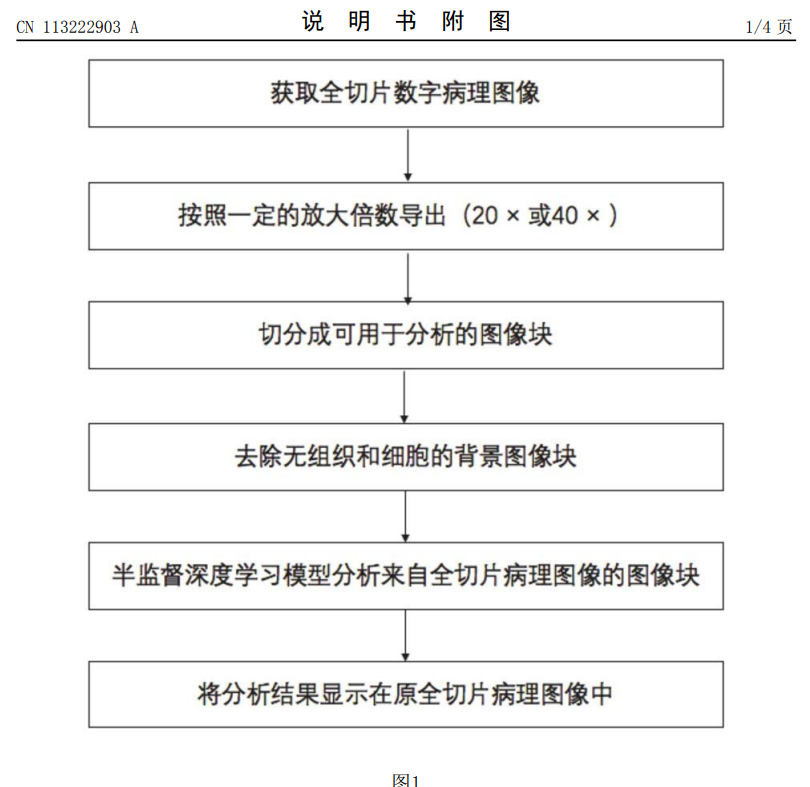 CN 113222903 A
说明书附图
1/4 页
获取全切片数字病理图像
按照一定的放大倍数导出（20 × 或40 × ）
切分成可用于分析的图像块
去除无组织和细胞的背景图像块
半监督深度学习模型分析来自全切片病理图像的图像块
将分析结果显示在原全切片病理图像中
图1